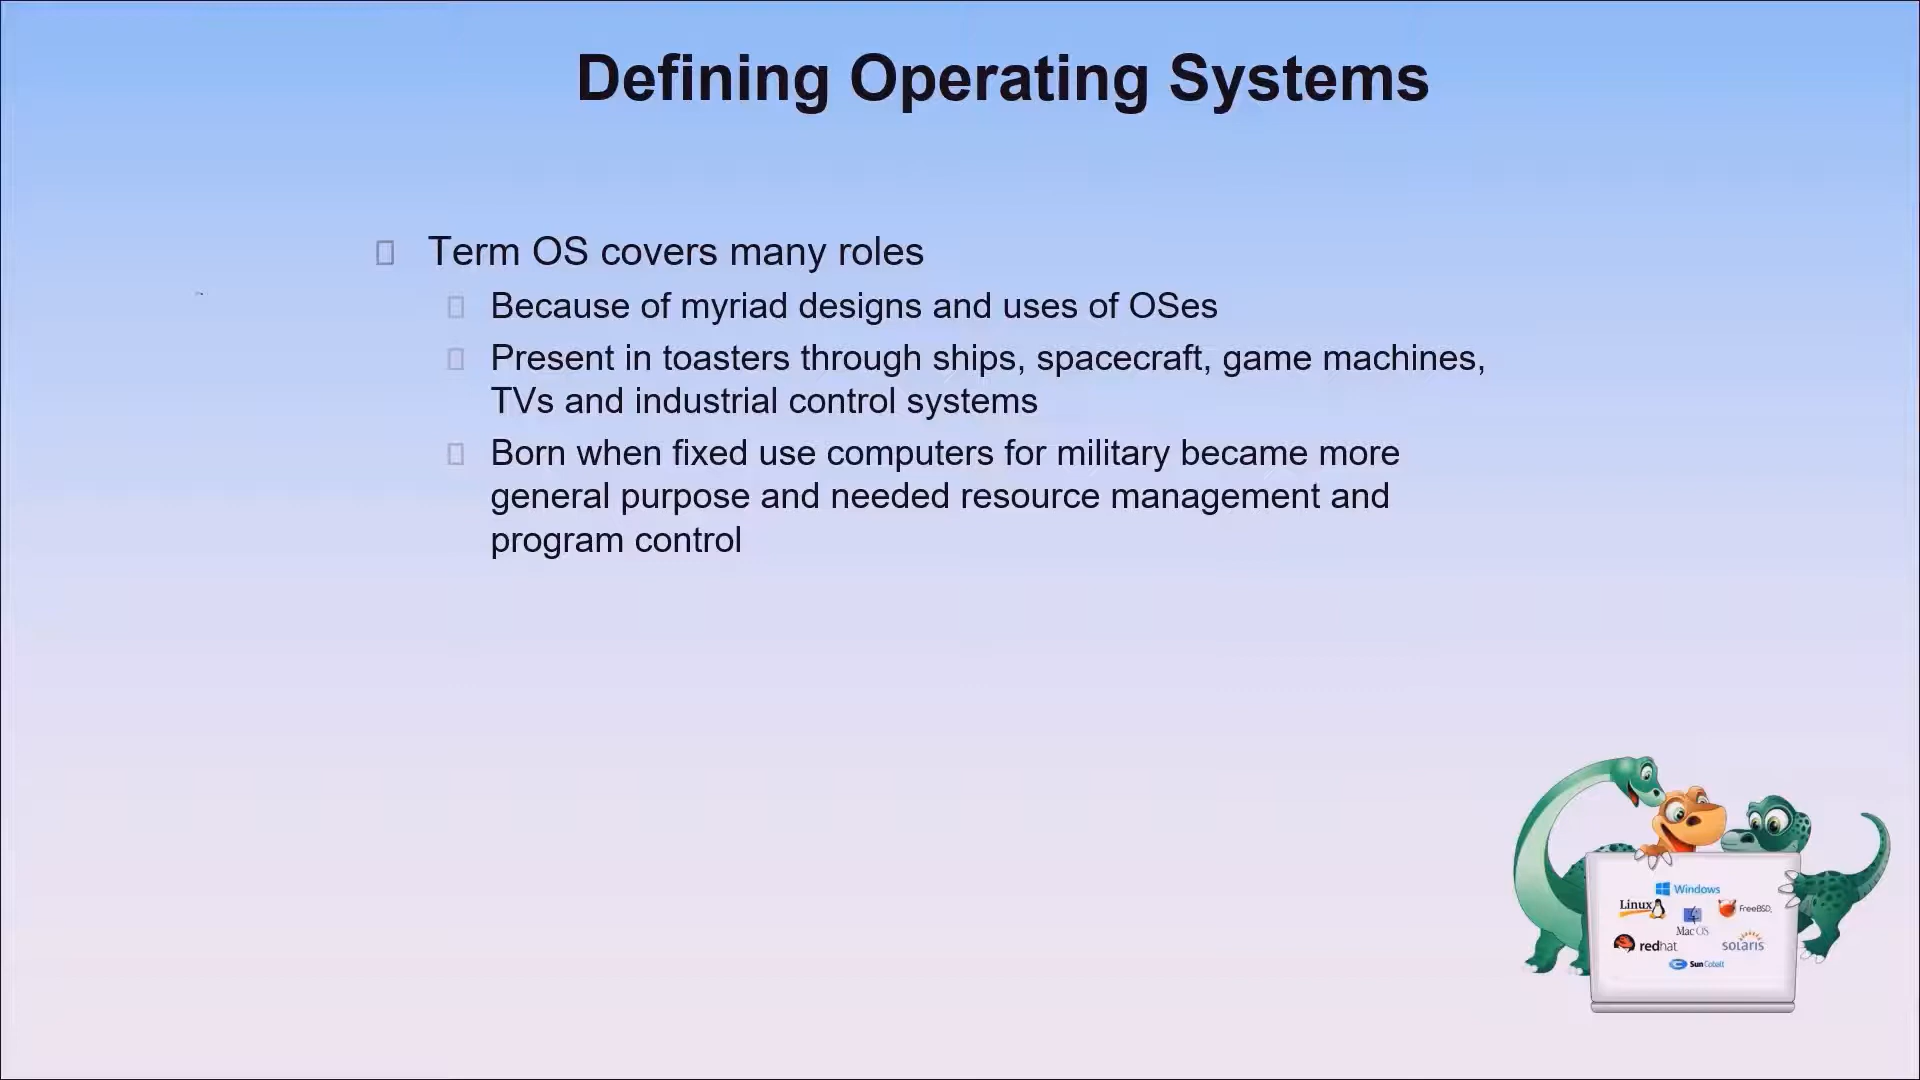 Defining Operating Systems
Term OS covers many roles
Because of myriad designs and uses of OSes
Present in toasters through ships, spacecraft, game machines,
TVs and industrial control systems
Born when fixed use computers for military became more
general purpose and needed resource management and
program control
Windows
Linux
FreeBSD
Mac OS
redhat
solaris
Sun Cobalt